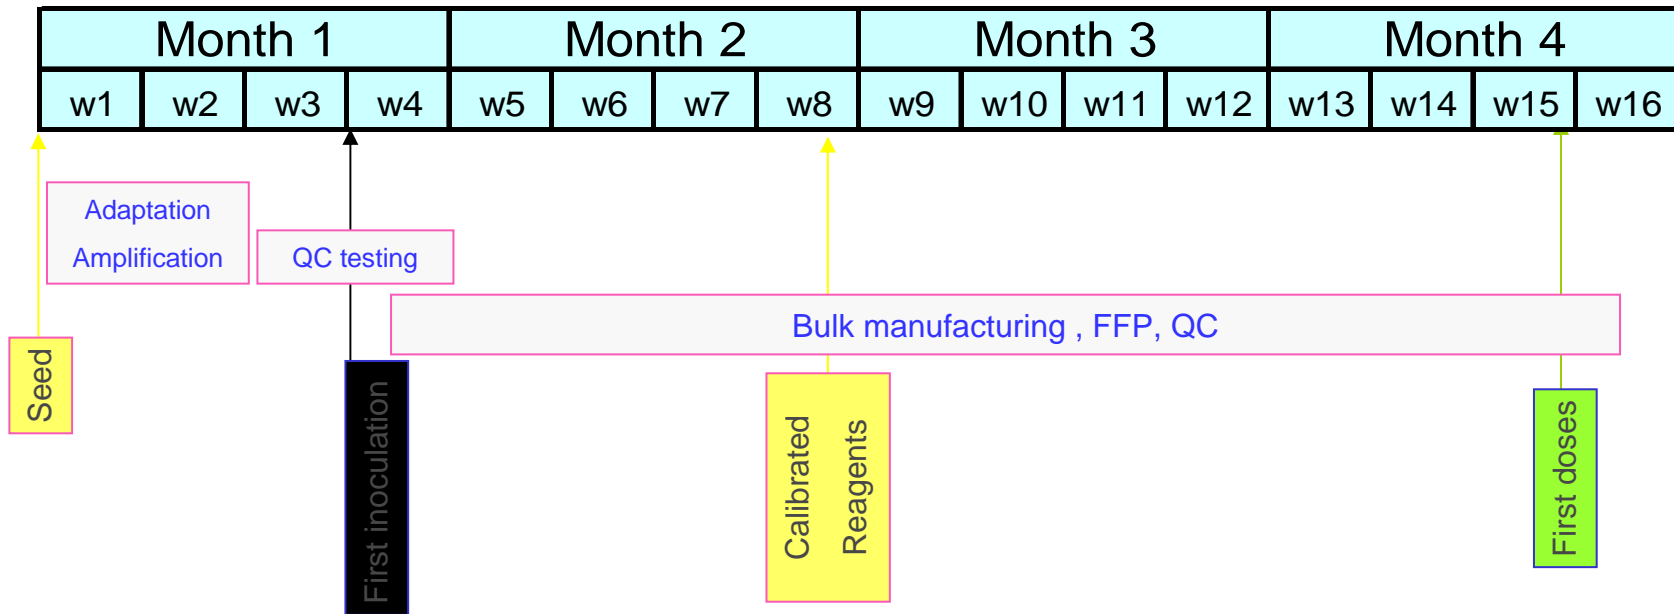 Month 1 Month 2 Month 3 Month 4
w1 w2 w3 w4 w5 w6 w7 w8 w9 w10 w11 w12 w13 w14 w15 w16
Adaptation
Amplification
QC testing
Bulk manufacturing , FFP, QC
Seed
First inoculation
Calibrated
Reagents
First doses